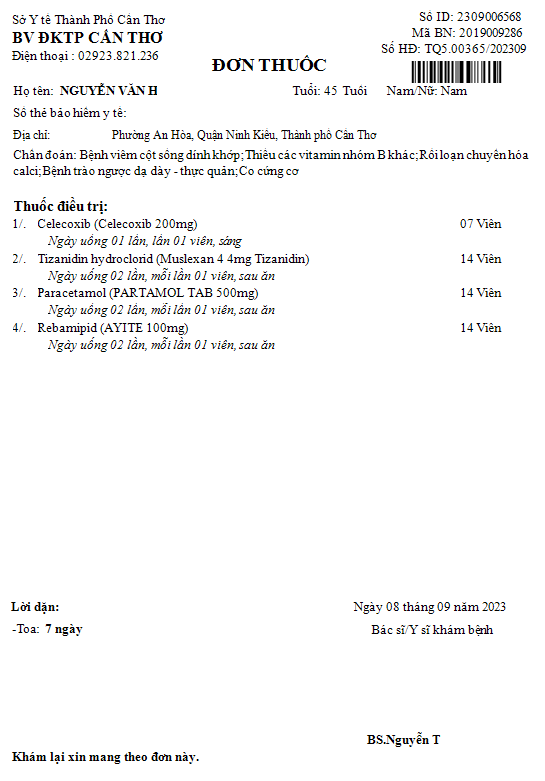 Sở Y tế Thành Phố Cần Thơ
BV ĐKTP CẦN THƠ
Điện thoại : 02923.821.236
Số ID: 2309006568
Mã BN: 2019009286
Số HĐ: TQ5.00365/202309
ĐƠN THUỐC
Họ tên: NGUYỄN VĂN H Tuổi: 45 Tuổi Nam/Nữ: Nam
Số thẻ bảo hiểm y tế:
Địa chỉ: Phường An Hòa, Quận Ninh Kiều, Thành phố Cần Thơ
Chẩn đoán: Bệnh viêm cột sống dính khớp;Thiếu các vitamin nhóm B khác;Rối loạn chuyển hóa
calci;Bệnh trào ngược dạ dày - thực quản;Co cứng cơ
Thuốc điều trị:
1/. Celecoxib (Celecoxib 200mg) 07 Viên
Ngày uống 01 lần, lần 01 viên, sáng
2/. Tizanidin hydroclorid (Muslexan 4 4mg Tizanidin) 14 Viên
Ngày uống 02 lần, mỗi lần 01 viên, sau ăn
3/. Paracetamol (PARTAMOL TAB 500mg) 14 Viên
Ngày uống 02 lần, mỗi lần 01 viên, sau ăn
4/. Rebamipid (AYITE 100mg) 14 Viên
Ngày uống 02 lần, mỗi lần 01 viên, sau ăn
Lời dặn: Ngày 08 tháng 09 năm 2023
-Toa: 7 ngày Bác sĩ/Y sĩ khám bệnh
BS.Nguyễn T
Khám lại xin mang theo đơn này.